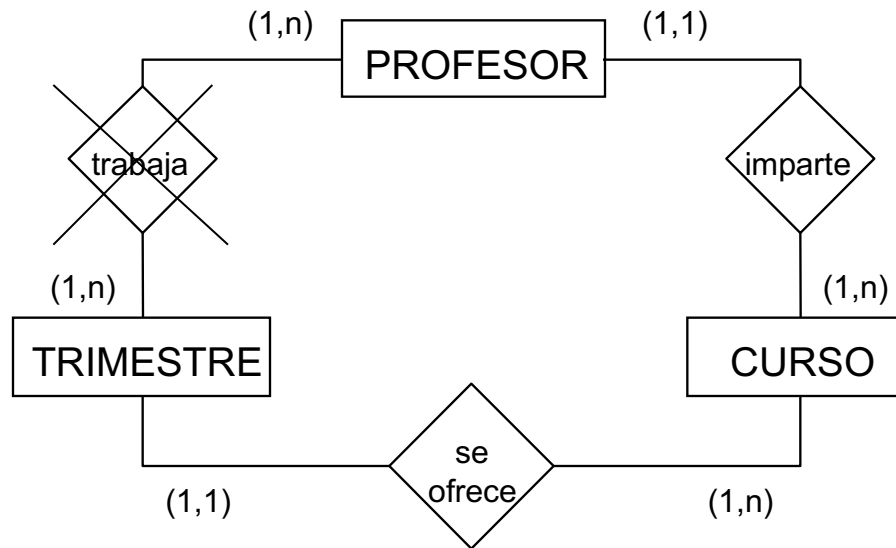 (1,n)
PROFESOR
(1,1)
trabaja
imparte
(1,n)
(1,n)
TRIMESTRE
CURSO
se
ofrece
(1,1)
(1,n)